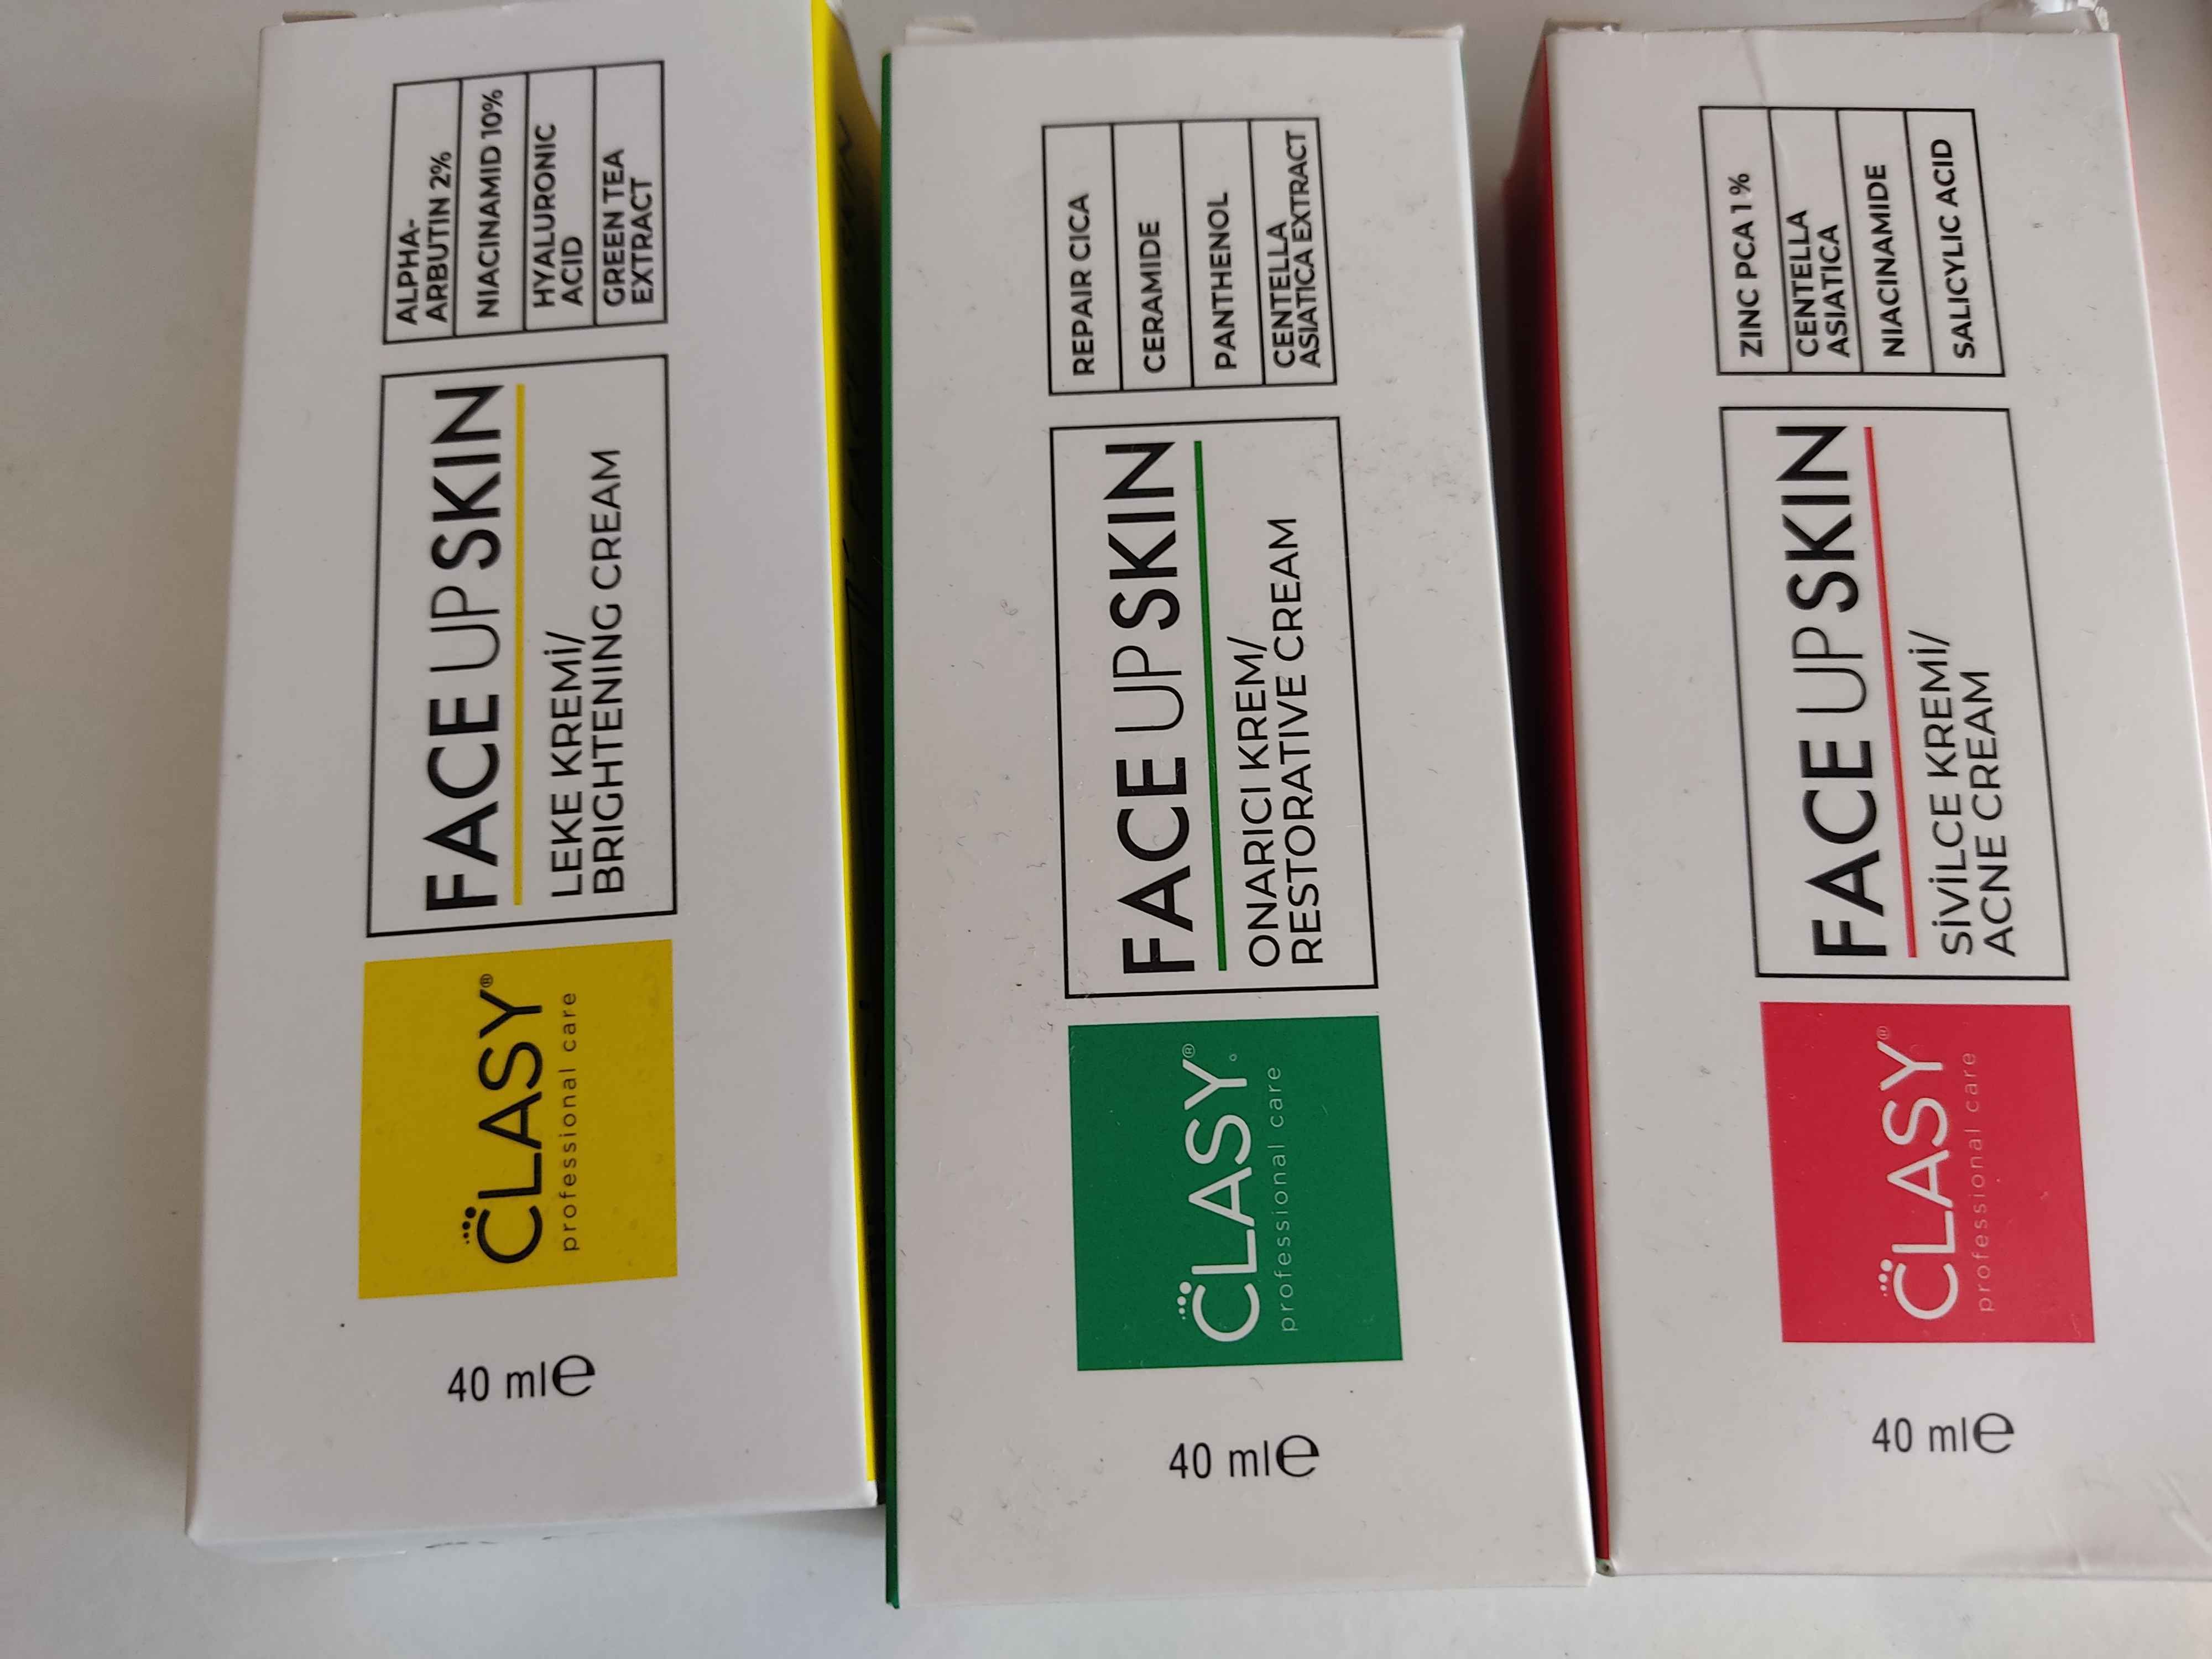 ALPHA-
ARBUTIN 2%
NIACINAMID 10%
HYALURONIC
ACID
GREEN TEA
EXTRACT
FACE UP SKIN
LEKE KREMİ/
BRIGHTENING CREAM
CLASY®
professional care
40 ml℮
REPAIR CICA
CERAMIDE
PANTHENOL
CENTELLA
ASIATICA EXTRACT
FACE UP SKIN
ONARICI KREM/
RESTORATIVE CREAM
CLASY®
professional care
40 ml℮
ZINC PCA 1 %
CENTELLA
ASIATICA
NIACINAMIDE
SALICYLIC ACID
FACE UP SKIN
SİVİLCE KREMİ/
ACNE CREAM
CLASY®
professional care
40 ml℮